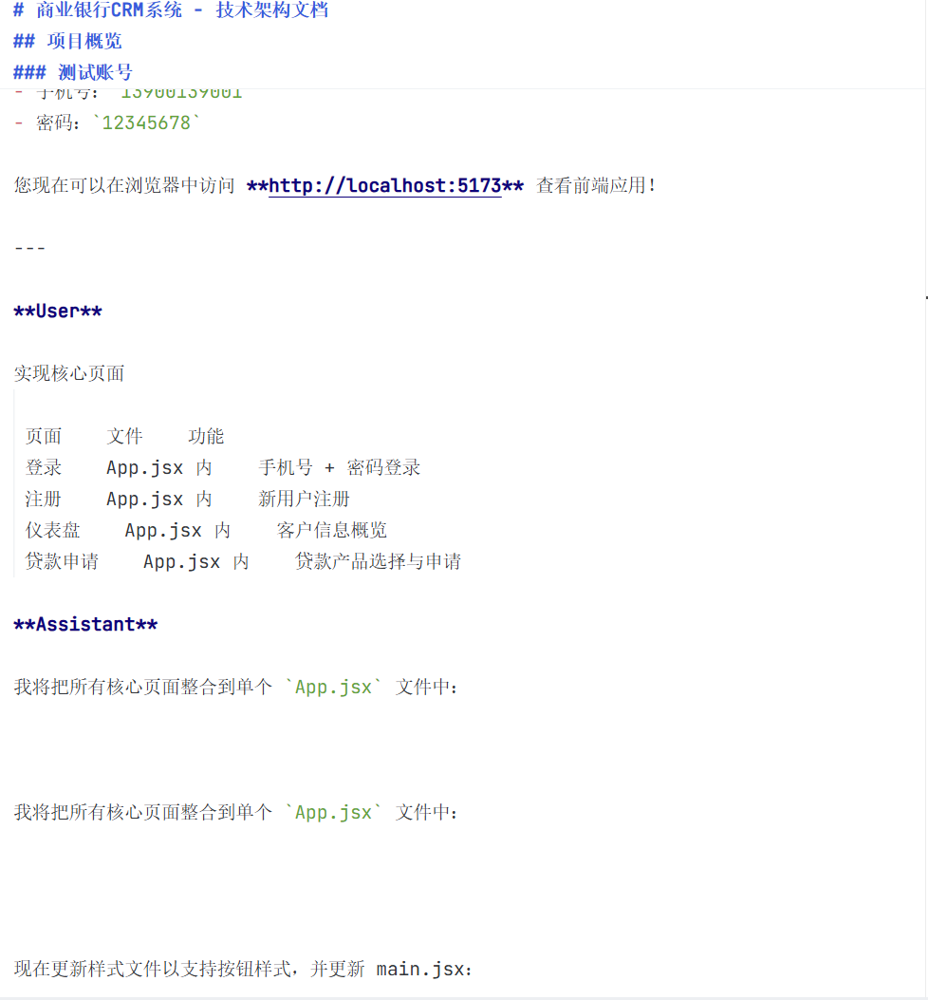 # 商业银行CRM系统 - 技术架构文档
## 项目概览
### 测试账号
- 手机号： `13900139001`
- 密码：`12345678`
您现在可以在浏览器中访问 **http://localhost:5173** 查看前端应用！
---
**User**
实现核心页面
页面 文件 功能
登录 App.jsx 内 手机号 + 密码登录
注册 App.jsx 内 新用户注册
仪表盘 App.jsx 内 客户信息概览
贷款申请 App.jsx 内 贷款产品选择与申请
**Assistant**
我将把所有核心页面整合到单个 `App.jsx` 文件中：
我将把所有核心页面整合到单个 `App.jsx` 文件中：
现在更新样式文件以支持按钮样式，并更新 main.jsx：